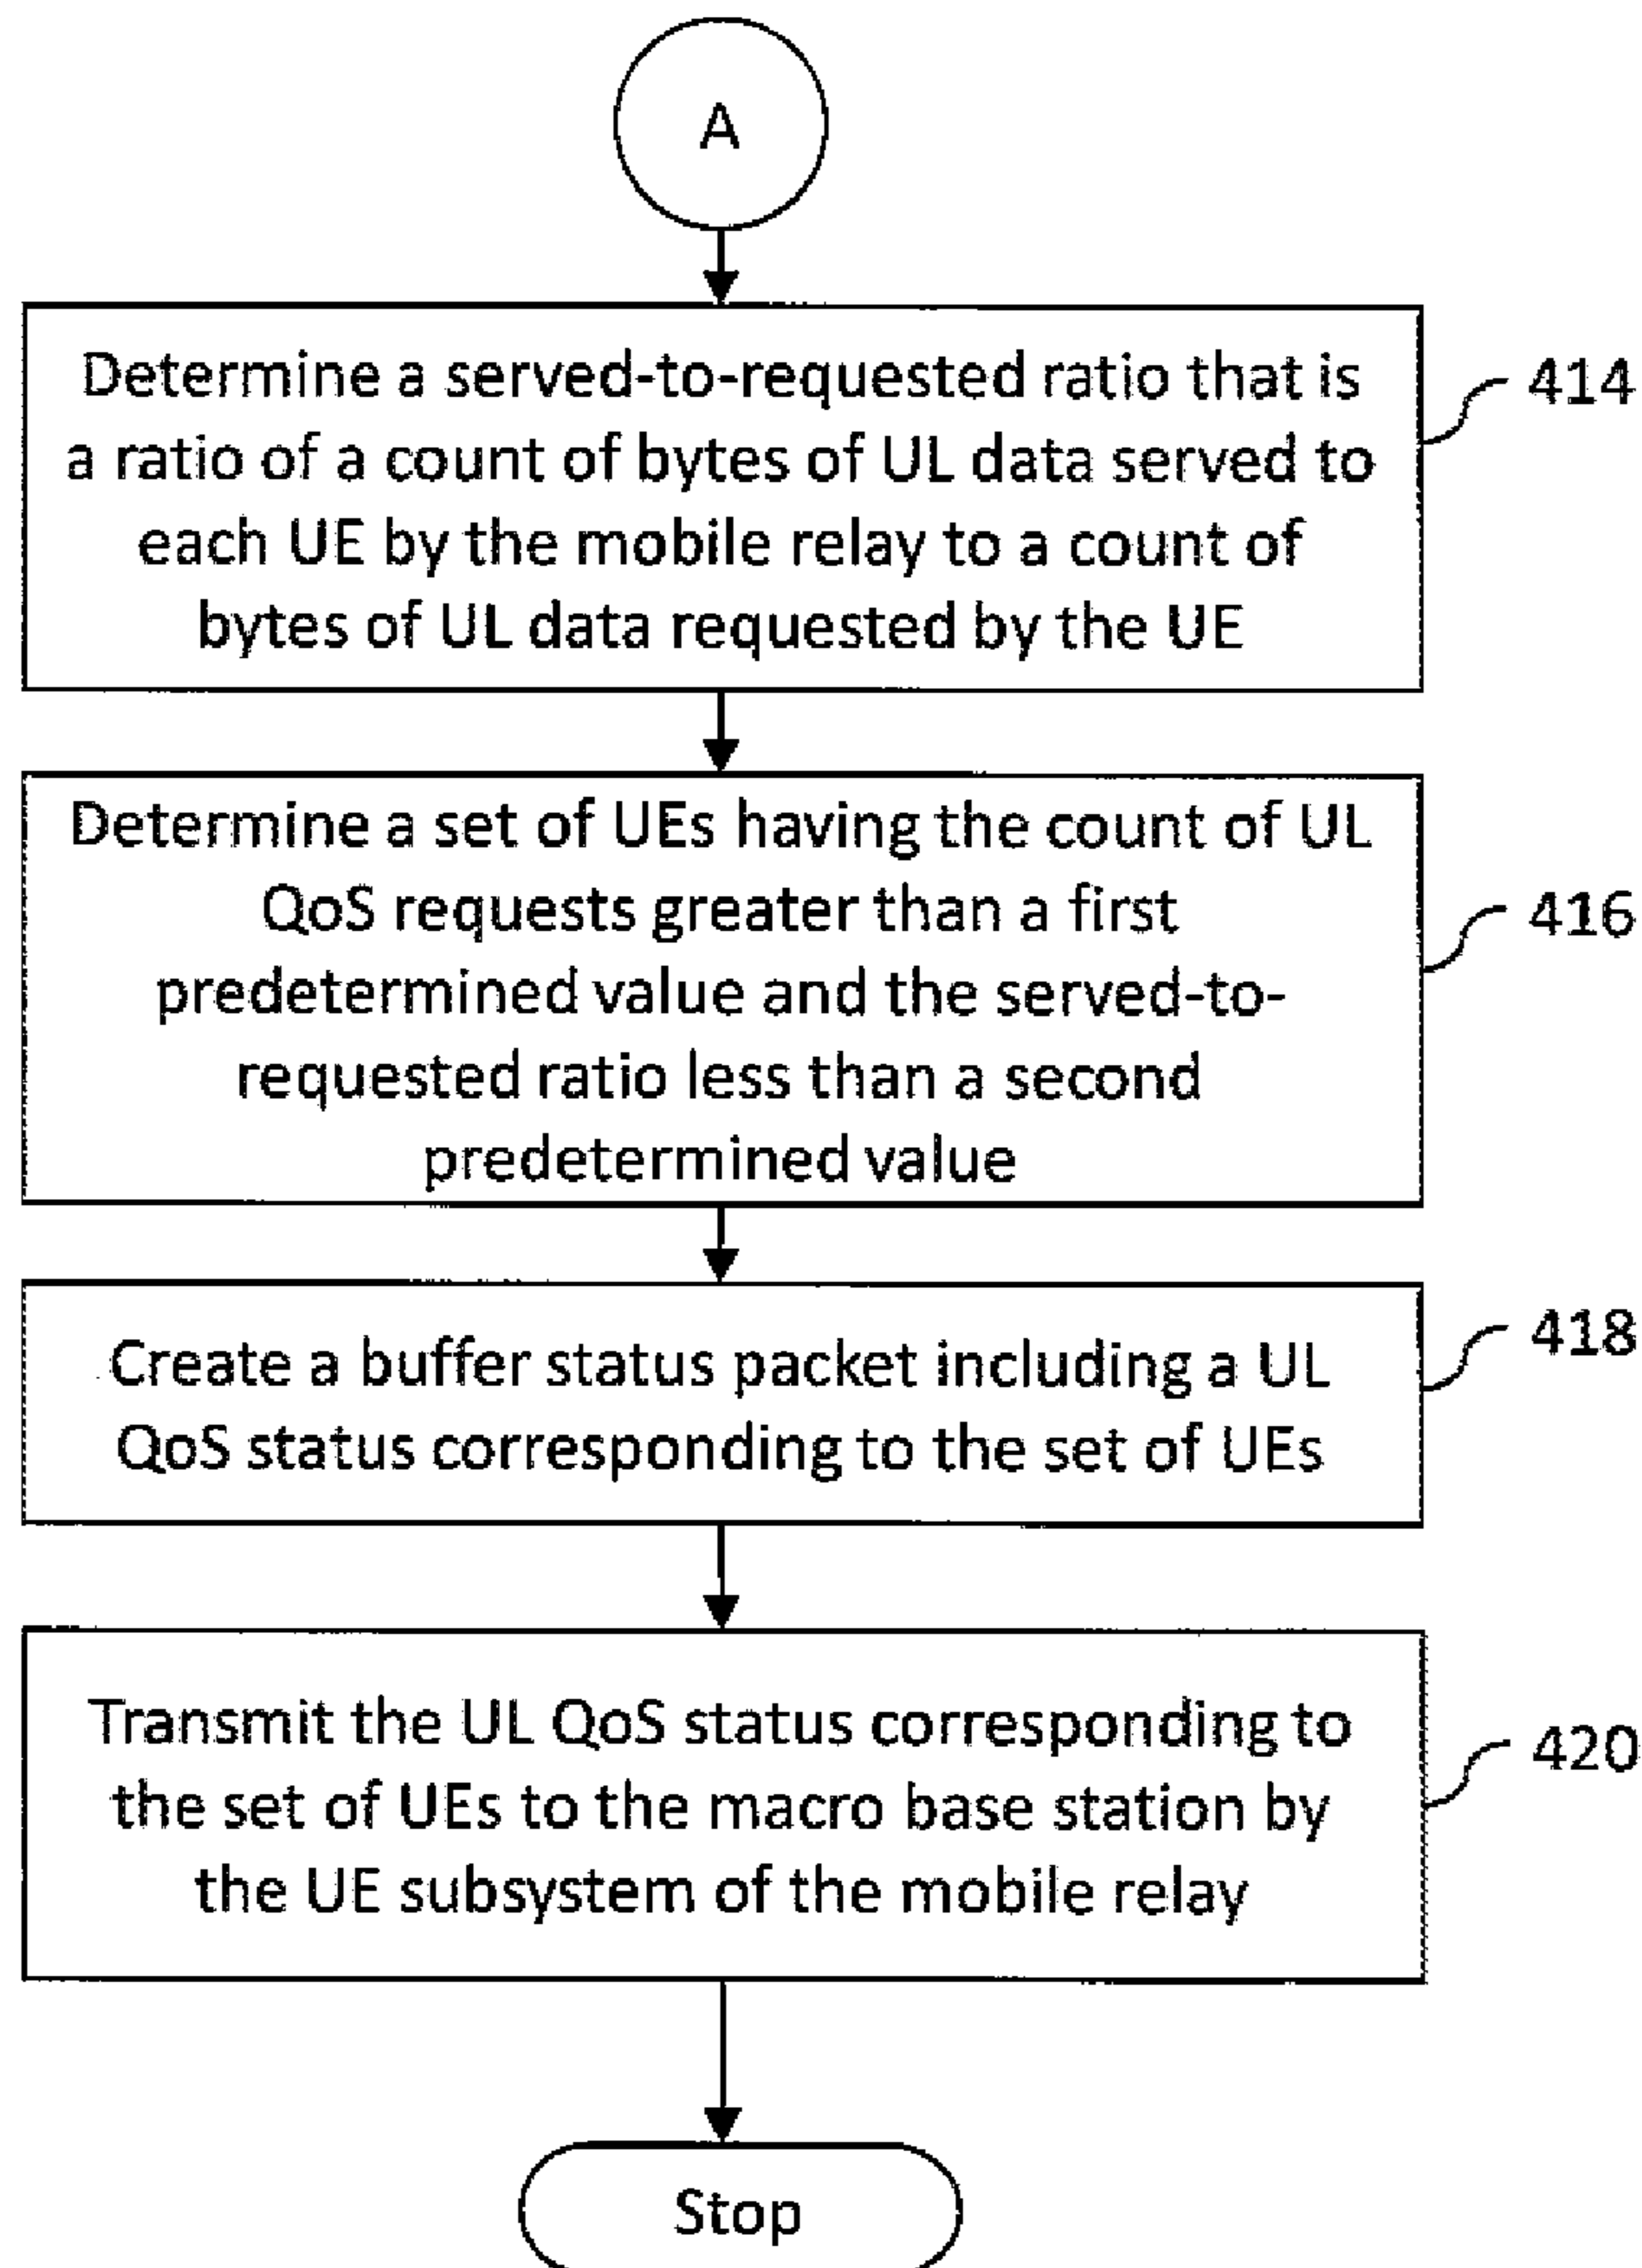 A
Determine a served-to-requested ratio that is
a ratio of a count of bytes of UL data served to
each UE by the mobile relay to a count of
bytes of UL data requested by the UE
414
Determine a set of UEs having the count of UL
QoS requests greater than a first
predetermined value and the served-to-
requested ratio less than a second
predetermined value
416
Create a buffer status packet including a UL
QoS status corresponding to the set of UEs
418
Transmit the UL QoS status corresponding to
the set of UEs to the macro base station by
the UE subsystem of the mobile relay
420
Stop